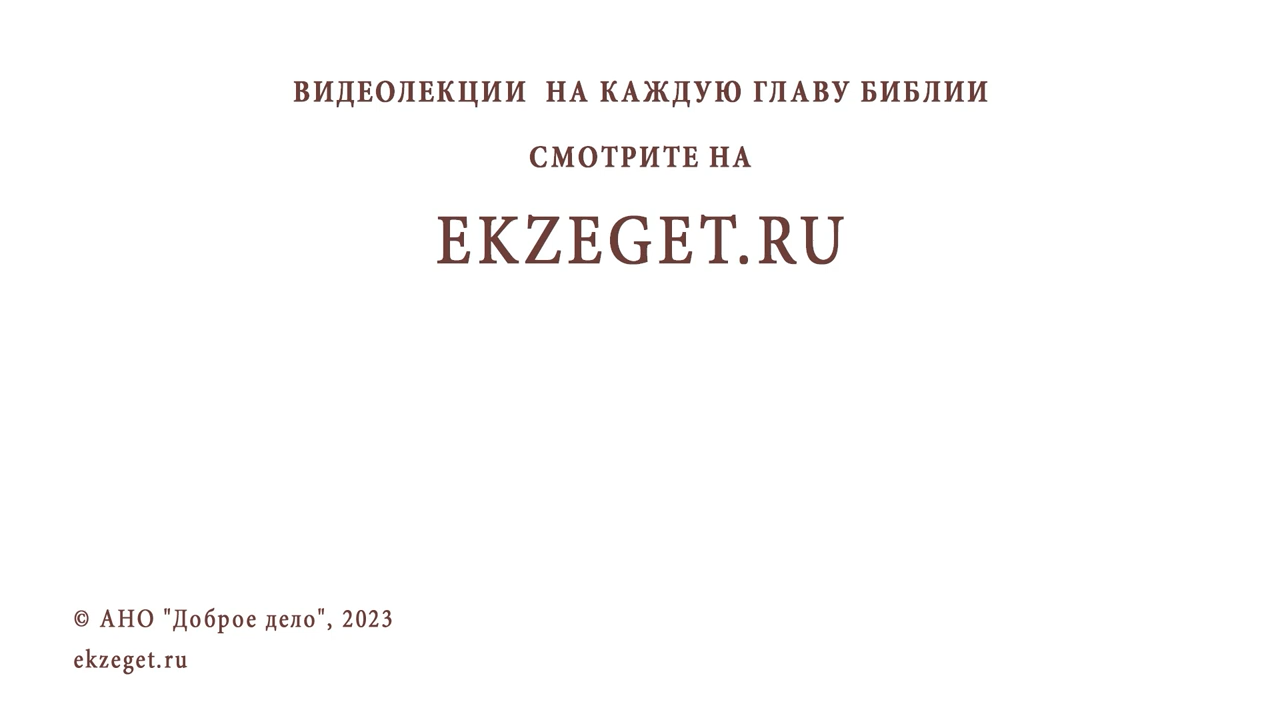 ВИДЕОЛЕКЦИИ НА КАЖДУЮ ГЛАВУ БИБЛИИ
СМОТРИТЕ НА
EKZEGET.RU
© АНО "Доброе дело", 2023
ekzeget.ru